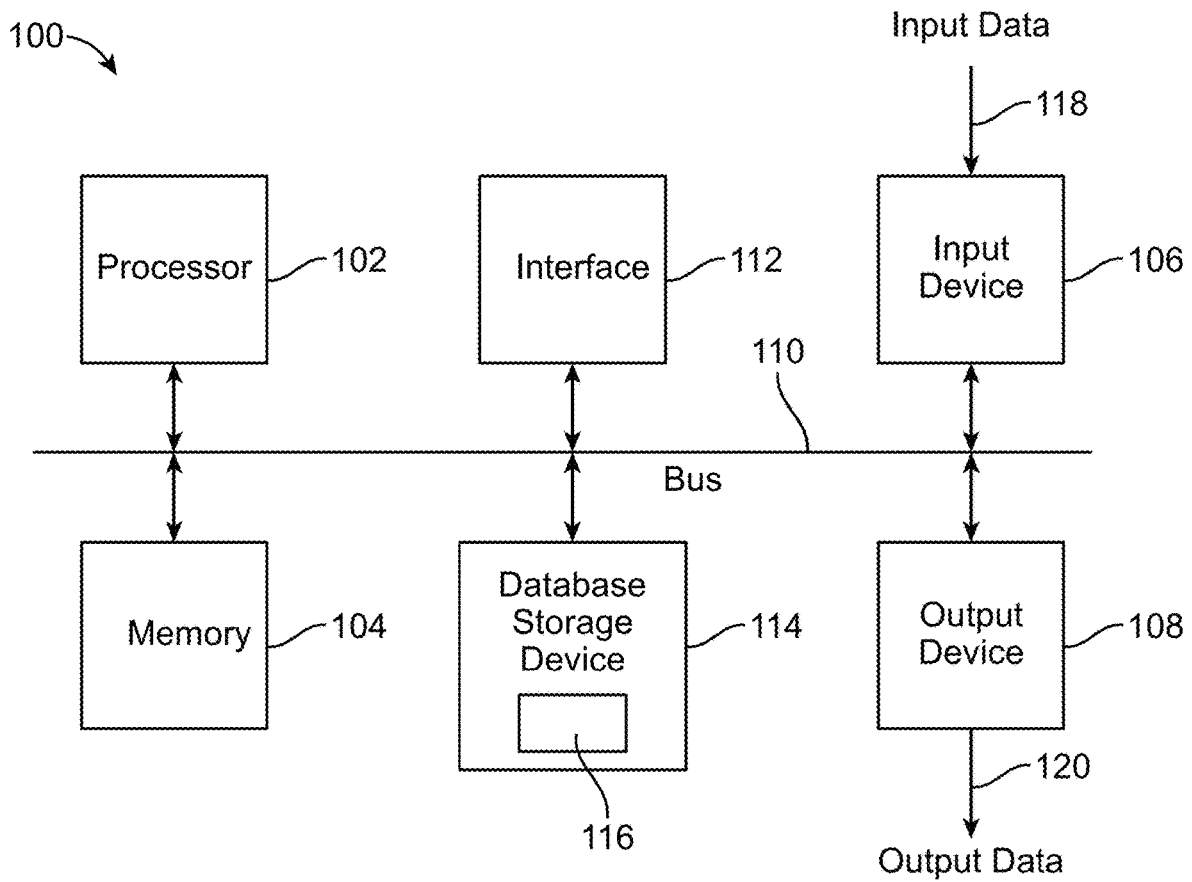 100
Input Data
118
Processor
102
Interface
112
Input
Device
106
110
Bus
Memory
104
Database
Storage
Device
114
116
Output
Device
108
120
Output Data